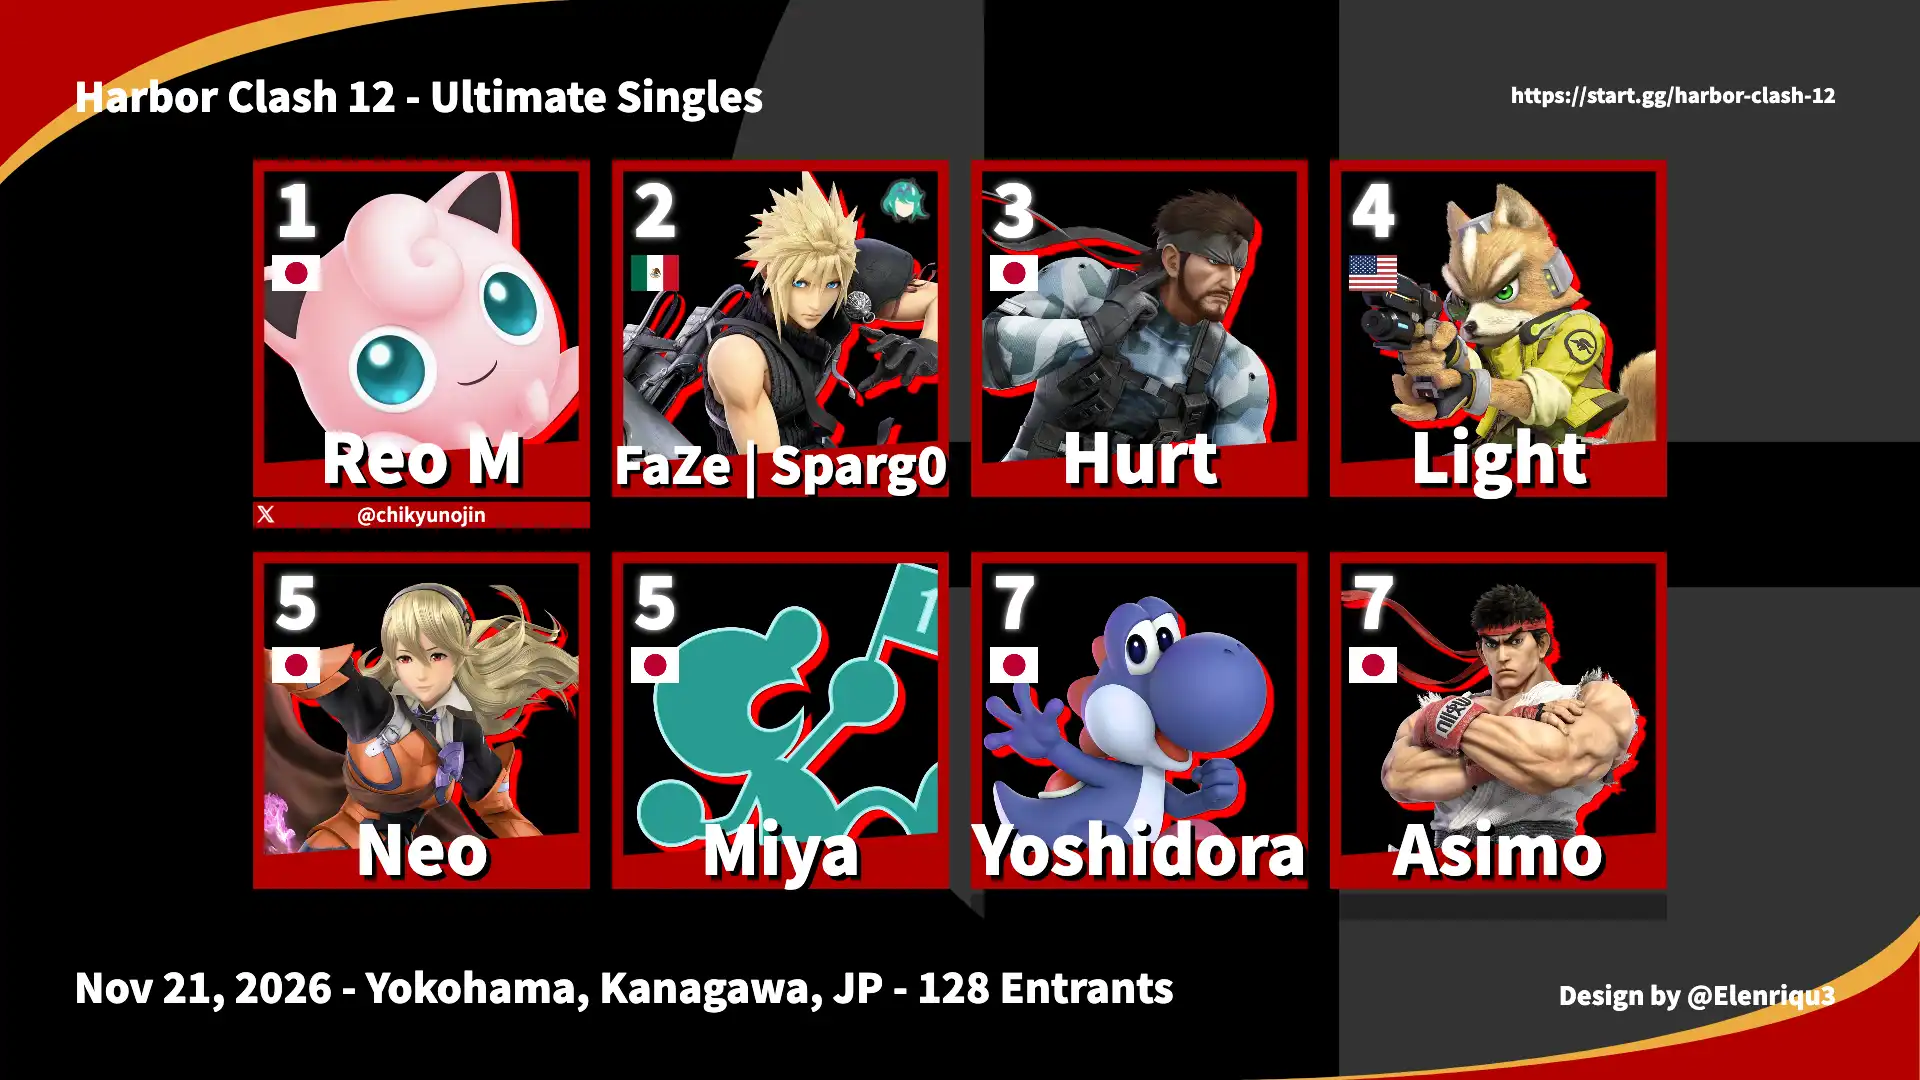 Harbor Clash 12 - Ultimate Singles
https://start.gg/harbor-clash-12
1
Reo M
@chikyunojin
2
FaZe | Sparg0
3
Hurt
4
Light
5
Neo
5
1
Miya
7
Yoshidora
7
Asimo
Nov 21, 2026 - Yokohama, Kanagawa, JP - 128 Entrants
Design by @Elenriqu3